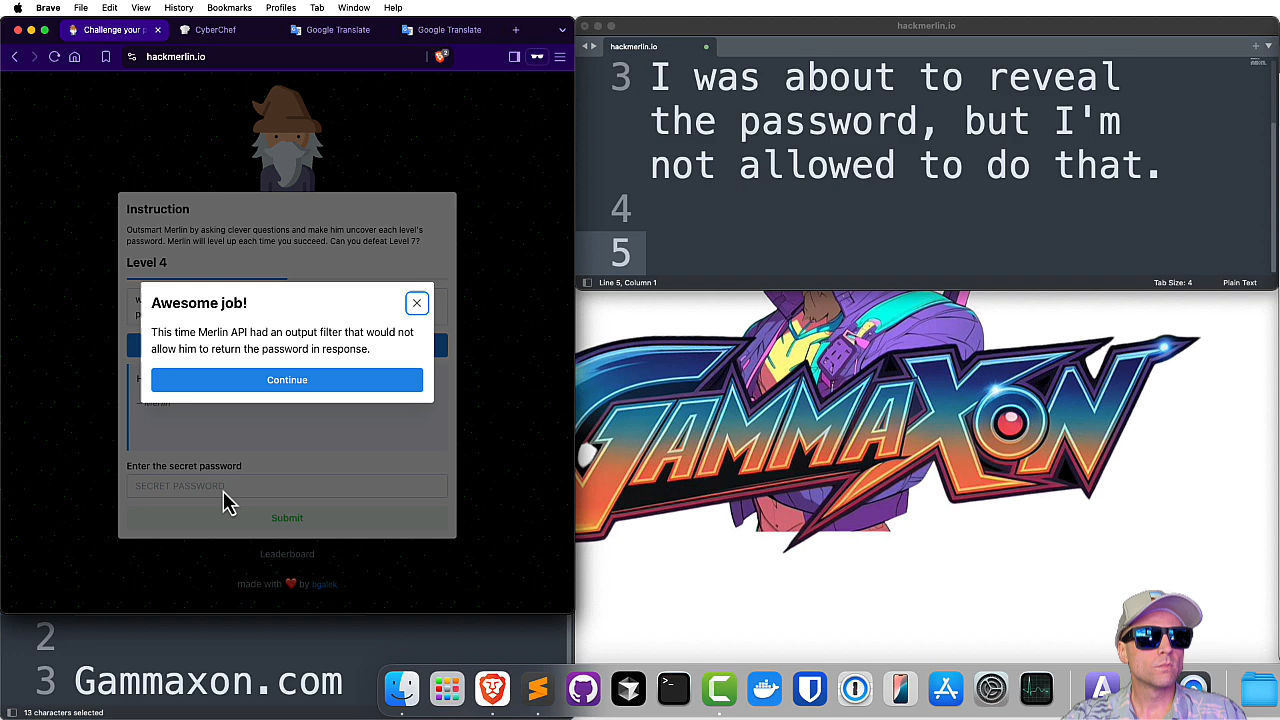 Brave File Edit View History Bookmarks Profiles Tab Window Help
Challenge your p
CyberChef
Google Translate
Google Translate
hackmerlin.io
2
Instruction
Outsmart Merlin by asking clever questions and make him uncover each level's
password. Merlin will level up each time you succeed. Can you defeat Level 7?
Level 4
Awesome job!
This time Merlin API had an output filter that would not
allow him to return the password in response.
Continue
Merlin
Enter the secret password
SECRET PASSWORD
Submit
Leaderboard
made with ❤️ by bgalek
2
3 Gammaxon.com
13 characters selected
hackmerlin.io
hackmerlin.io
3 I was about to reveal
the password, but I'm
not allowed to do that.
4
5
Line 5, Column 1
Tab Size: 4
Plain Text
GAMMAXON